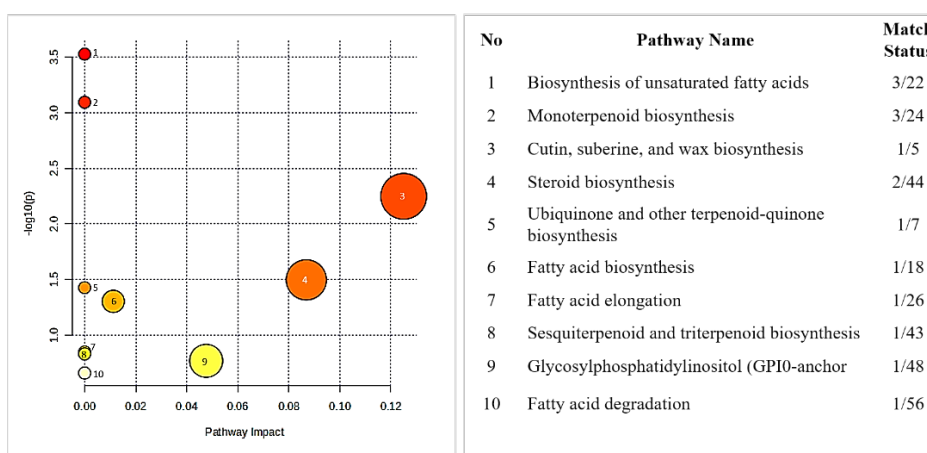 3.5
3.0
2.5
2.0
1.5
1.0
-log10(p)
1
2
3
4
5
6
7
8
9
10
0.00 0.02 0.04 0.06 0.08 0.10 0.12
Pathway Impact
No Pathway Name Match
Status
1 Biosynthesis of unsaturated fatty acids 3/22
2 Monoterpenoid biosynthesis 3/24
3 Cutin, suberine, and wax biosynthesis 1/5
4 Steroid biosynthesis 2/44
5 Ubiquinone and other terpenoid-quinone
biosynthesis 1/7
6 Fatty acid biosynthesis 1/18
7 Fatty acid elongation 1/26
8 Sesquiterpenoid and triterpenoid biosynthesis 1/43
9 Glycosylphosphatidylinositol (GPI0-anchor 1/48
10 Fatty acid degradation 1/56